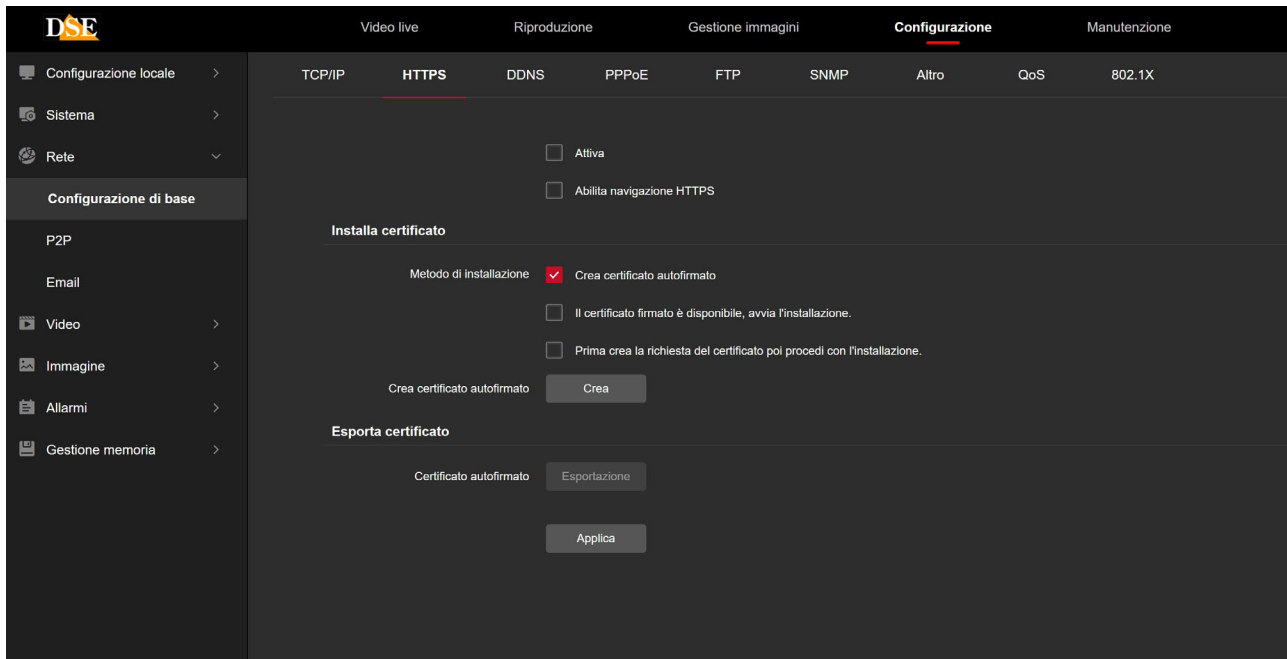 DSE
Video live Riproduzione Gestione immagini Configurazione Manutenzione
Configurazione locale
Sistema
Rete
Configurazione di base
P2P
Email
Video
Immagine
Allarmi
Gestione memoria
TCP/IP HTTPS DDNS PPPoE FTP SNMP Altro QoS 802.1X
Attiva
Abilita navigazione HTTPS
Installa certificato
Metodo di installazione Crea certificato autofirmato
Il certificato firmato è disponibile, avvia l'installazione.
Prima crea la richiesta del certificato poi procedi con l'installazione.
Crea certificato autofirmato Crea
Esporta certificato
Certificato autofirmato Esportazione
Applica